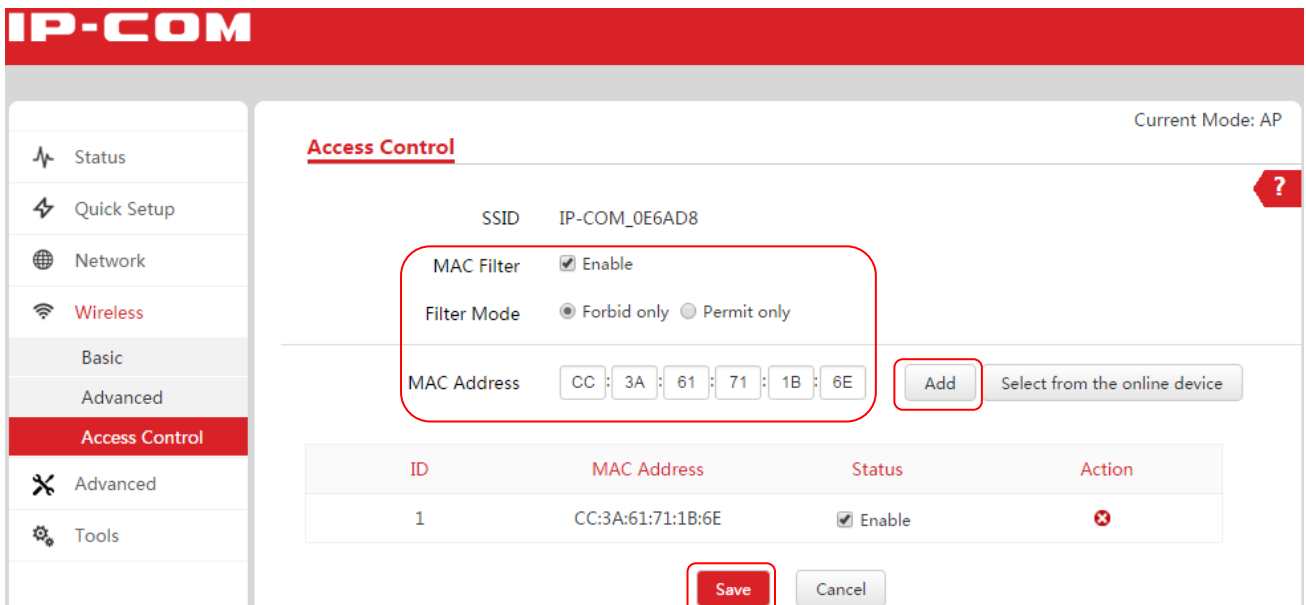 IP-COM
Current Mode: AP
Status
Quick Setup
Network
Wireless
Basic
Advanced
Access Control
Advanced
Tools
Access Control
?
SSID IP-COM_0E6AD8
MAC Filter Enable
Filter Mode Forbid only Permit only
MAC Address CC : 3A : 61 : 71 : 1B : 6E Add Select from the online device
ID MAC Address Status Action
1 CC:3A:61:71:1B:6E Enable
Save Cancel